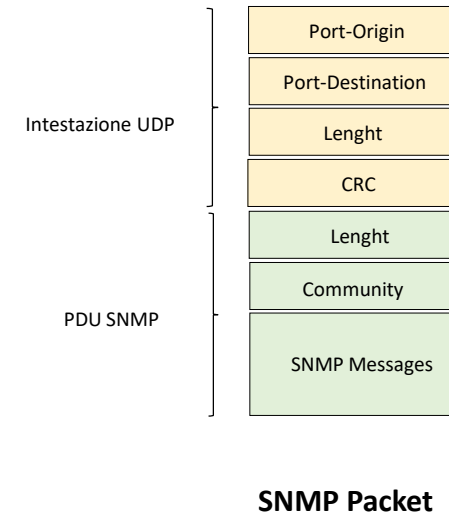 Port-Origin
Port-Destination
Intestazione UDP
Lenght
CRC
Lenght
Community
PDU SNMP
SNMP Messages
SNMP Packet